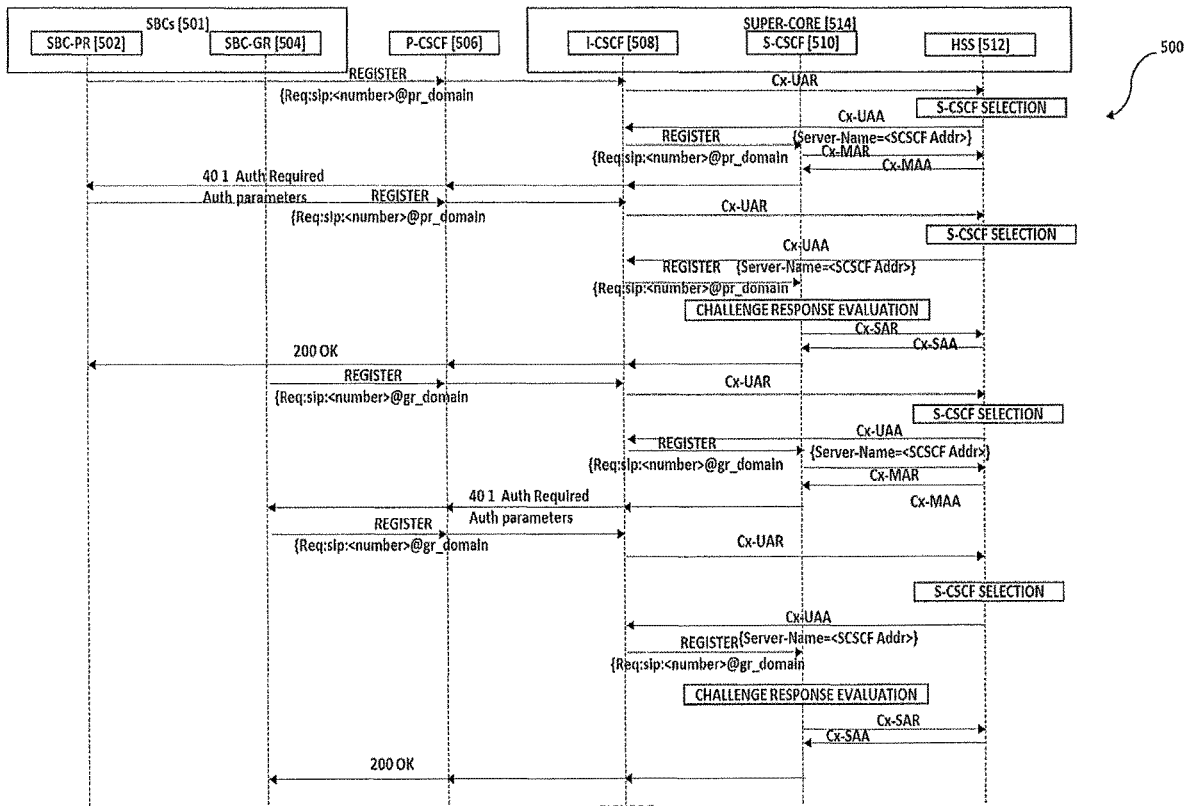 SBCs [501]
SUPER-CORE [514]
SBC-PR [502]
SBC-GR [504]
P-CSCF [506]
I-CSCF [508]
S-CSCF [510]
HSS [512]
500
REGISTER
{Req:sip:<number>@pr_domain
Cx-UAR
S-CSCF SELECTION
Cx-UAA
REGISTER
{Server-Name=<SCSCF Addr>}
{Req:sip:<number>@pr_domain
Cx-MAR
Cx-MAA
40 1 Auth Required
Auth parameters
REGISTER
{Req:sip:<number>@pr_domain
Cx-UAR
S-CSCF SELECTION
Cx-UAA
REGISTER
{Server-Name=<SCSCF Addr>}
{Req:sip:<number>@pr_domain
CHALLENGE RESPONSE EVALUATION
Cx-SAR
Cx-SAA
200 OK
REGISTER
{Req:sip:<number>@gr_domain
Cx-UAR
S-CSCF SELECTION
Cx-UAA
REGISTER
{Server-Name=<SCSCF Addr>}
{Req:sip:<number>@gr_domain
Cx-MAR
40 1 Auth Required
Cx-MAA
Auth parameters
REGISTER
{Req:sip:<number>@gr_domain
Cx-UAR
S-CSCF SELECTION
Cx-UAA
REGISTER
{Server-Name=<SCSCF Addr>}
{Req:sip:<number>@gr_domain
CHALLENGE RESPONSE EVALUATION
Cx-SAR
Cx-SAA
200 OK